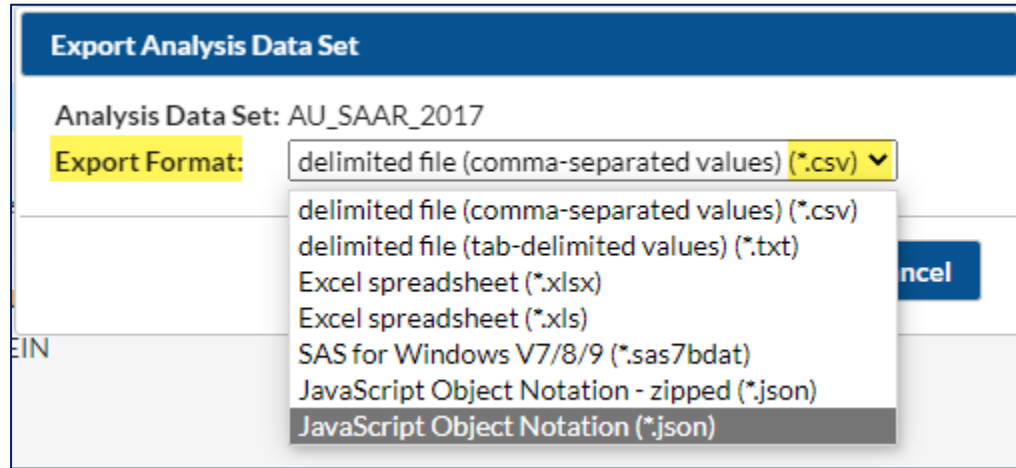 Export Analysis Data Set
Analysis Data Set: AU_SAAR_2017
Export Format: delimited file (comma-separated values) (*.csv)
delimited file (comma-separated values) (*.csv)
delimited file (tab-delimited values) (*.txt)
Excel spreadsheet (*.xlsx)
ncel
Excel spreadsheet (*.xls)
EIN
SAS for Windows V7/8/9 (*.sas7bdat)
JavaScript Object Notation - zipped (*.json)
JavaScript Object Notation (*.json)